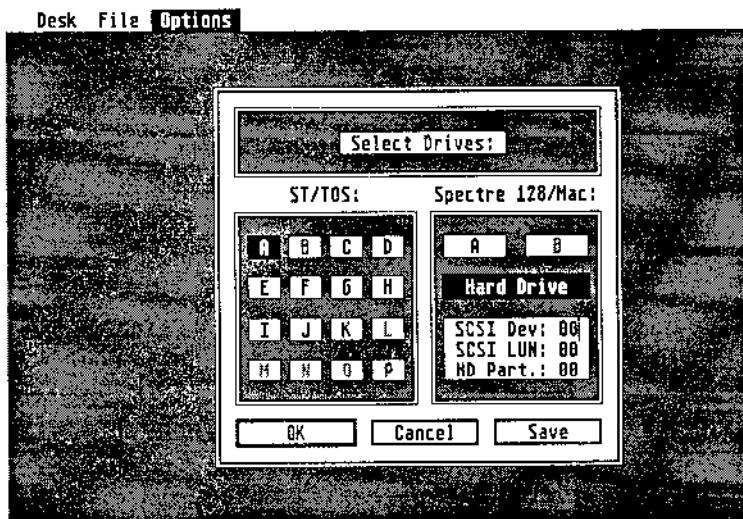 Desk File Options
Select Drives:
ST/TOS: Spectre 128/Mac:
A B C D A B
E F G H Hard Drive
I J K L SCSI Dev: 00
SCSI LUN: 00
M N O P HD Part.: 00
OK Cancel Save